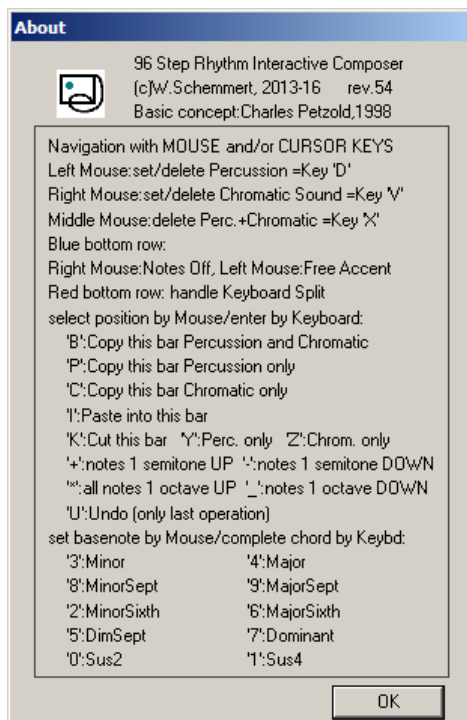 About
96 Step Rhythm Interactive Composer
(c)W.Schemmert, 2013-16 rev.54
Basic concept:Charles Petzold,1998
Navigation with MOUSE and/or CURSOR KEYS
Left Mouse:set/delete Percussion =Key 'D'
Right Mouse:set/delete Chromatic Sound =Key 'V'
Middle Mouse:delete Perc.+Chromatic =Key 'X'
Blue bottom row:
Right Mouse:Notes Off, Left Mouse:Free Accent
Red bottom row: handle Keyboard Split
select position by Mouse/enter by Keyboard:
'B':Copy this bar Percussion and Chromatic
'P':Copy this bar Percussion only
'C':Copy this bar Chromatic only
'I':Paste into this bar
'K':Cut this bar 'Y':Perc. only 'Z':Chrom. only
'+':notes 1 semitone UP '-':notes 1 semitone DOWN
'*':all notes 1 octave UP '_':notes 1 octave DOWN
'U':Undo (only last operation)
set basenote by Mouse/complete chord by Keybd:
'3':Minor '4':Major
'8':MinorSept '9':MajorSept
'2':MinorSixth '6':MajorSixth
'5':DimSept '7':Dominant
'0':Sus2 '1':Sus4
OK